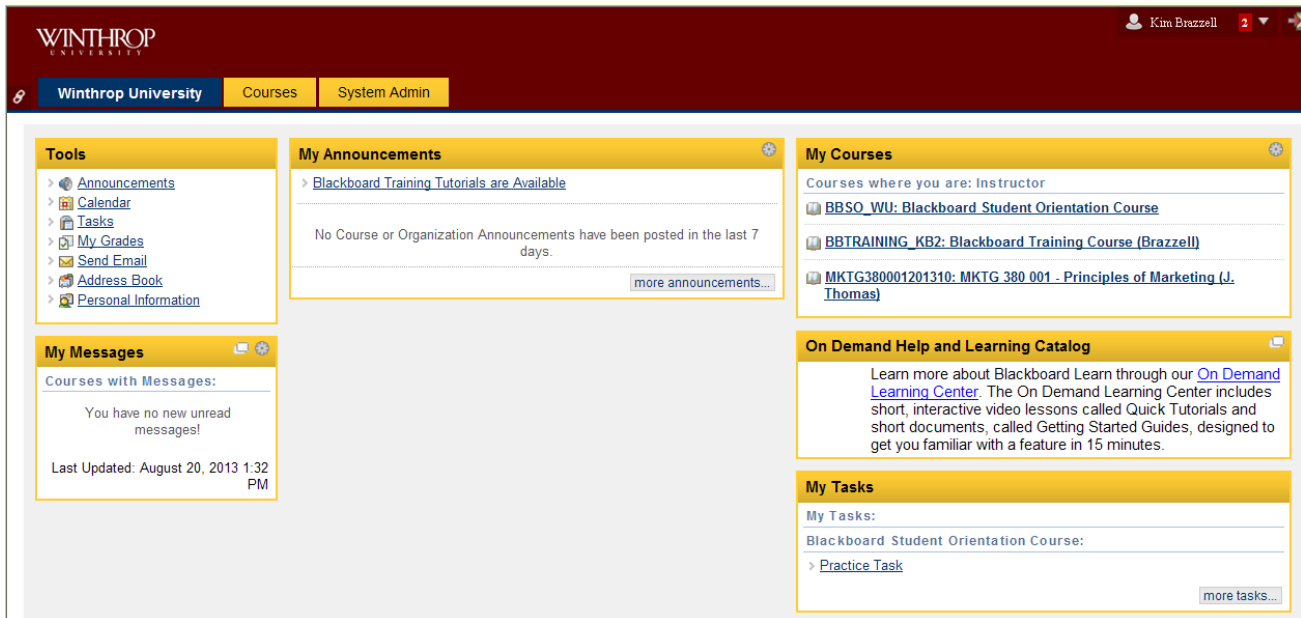 WINTHROP
UNIVERSITY
Kim Brazzell 2
Winthrop University Courses System Admin
Tools
Announcements
Calendar
Tasks
My Grades
Send Email
Address Book
Personal Information
My Messages
Courses with Messages:
You have no new unread
messages!
Last Updated: August 20, 2013 1:32
PM
My Announcements
Blackboard Training Tutorials are Available
No Course or Organization Announcements have been posted in the last 7
days.
more announcements...
My Courses
Courses where you are: Instructor
BBSO_WU: Blackboard Student Orientation Course
BBTRAINING_KB2: Blackboard Training Course (Brazzell)
MKTG380001201310: MKTG 380 001 - Principles of Marketing (J.
Thomas)
On Demand Help and Learning Catalog
Learn more about Blackboard Learn through our On Demand
Learning Center. The On Demand Learning Center includes
short, interactive video lessons called Quick Tutorials and
short documents, called Getting Started Guides, designed to
get you familiar with a feature in 15 minutes.
My Tasks
My Tasks:
Blackboard Student Orientation Course:
Practice Task
more tasks...